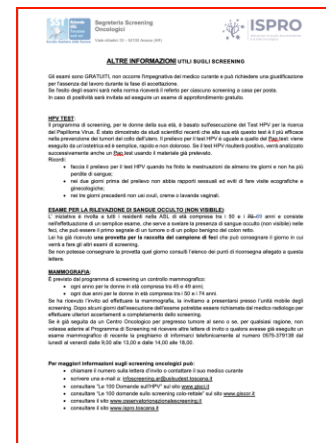 Segreteria Screening
Oncologici
Viale cittadini 33 – 52100 Arezzo (AR)
ISPRO
ALTRE INFORMAZIONI UTILI SUGLI SCREENING
Gli esami sono GRATUITI, non occorre l'impegnativa del medico curante e può richiedere una giustificazione
per l'assenza dal lavoro durante la fase di accettazione.
Se l'esito degli esami sarà nella norma riceverà il referto per ciascuno screening a casa per posta.
In caso di positività sarà invitata ad eseguire un esame di approfondimento gratuito.
HPV TEST:
Il programma di screening, per le donne della sua età, è basato sull'esecuzione del Test HPV per la ricerca
del Papilloma Virus. È stato dimostrato da studi scientifici recenti che alla sua età questo test è il più efficace
nella prevenzione dei tumori del collo dell'utero. Il prelievo per il test HPV è uguale a quello del Pap test: viene
eseguito da un'ostetrica ed è semplice, rapido e non doloroso. Se il test HPV risulterà positivo, verrà analizzato
successivamente anche un Pap test usando il materiale già prelevato.
Ricordi:
• faccia il prelievo per il test HPV quando ha finito le mestruazioni da almeno tre giorni e non ha più
perdite di sangue;
• nei due giorni prima del prelievo non abbia rapporti sessuali ed eviti di fare visite ecografiche e
ginecologiche;
• nei tre giorni precedenti non usi ovuli, creme o lavande vaginali.
ESAME PER LA RILEVAZIONE DI SANGUE OCCULTO (NON VISIBILE):
L' iniziativa è rivolta a tutti i residenti nella ASL di età compresa tra i 50 e i 69 anni e consiste
nell'effettuazione di un semplice esame, che serve a svelare la presenza di sangue occulto (non visibile) nelle
feci, che può essere il primo segnale di un tumore o di un polipo benigno del colon retto.
Lei ha già ricevuto una provetta per la raccolta del campione di feci che può consegnare il giorno in cui
verrà a fare gli altri esami di screening.
Se non potesse consegnare la provetta quel giorno consulti l'elenco dei punti di riconsegna allegato a questa
lettera.
MAMMOGRAFIA:
È previsto dal programma di screening un controllo mammografico:
• ogni anno per le donne in età compresa tra 45 e 49 anni;
• ogni due anni per le donne in età compresa tra i 50 e i 74 anni.
Se ha ricevuto l'invito ad effettuare la mammografia, la invitiamo a presentarsi presso l'unità mobile degli
screening. Dopo alcuni giorni dall'esecuzione dell'esame potrebbe essere richiamata dal medico radiologo per
effettuare ulteriori accertamenti a completamento dello screening.
Se è già seguita da un Centro Oncologico per pregresso tumore al seno o se, per qualsiasi ragione, non
volesse aderire al Programma di Screening né ricevere altre lettere di invito o qualora avesse già eseguito un
esame mammografico di recente la preghiamo di informarci telefonicamente al numero 0575-379138 dal
lunedì al venerdì dalle 9,00 alle 13,00 e dalle 14,00 alle 18,00.
Per maggiori informazioni sugli screening oncologici può:
• chiamare il numero sulla lettera d'invito o contattare il suo medico curante
• scrivere una e-mail a: infoscreening.ar@uslsudest.toscana.it
• consultare "Le 100 Domande sull'HPV" sul sito www.gisci.it
• consultare "Le 100 domande sullo screening colo-rettale" sul sito www.giscor.it
• consultare il sito www.osservatorionazionalescreening.it
• consultare il sito www.ispro.toscana.it